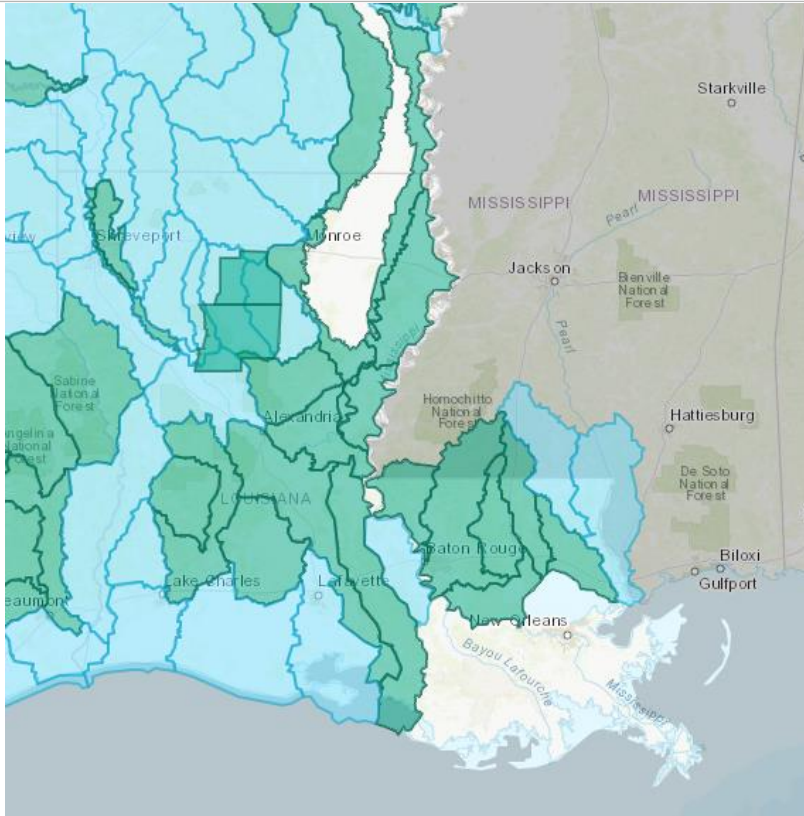 Starkville
MISSISSIPPI
MISSISSIPPI
Pearl
Shreveport
Monroe
Jackson
Bienville
National
Forest
Pearl
Sabine
National
Forest
Homochitto
National
Forest
Hattiesburg
Alexandria
De Soto
National
Forest
LOUISIANA
Baton Rouge
Biloxi
Gulfport
Lake Charles
Lafayette
New Orleans
Bayou Lafourche
Mississippi